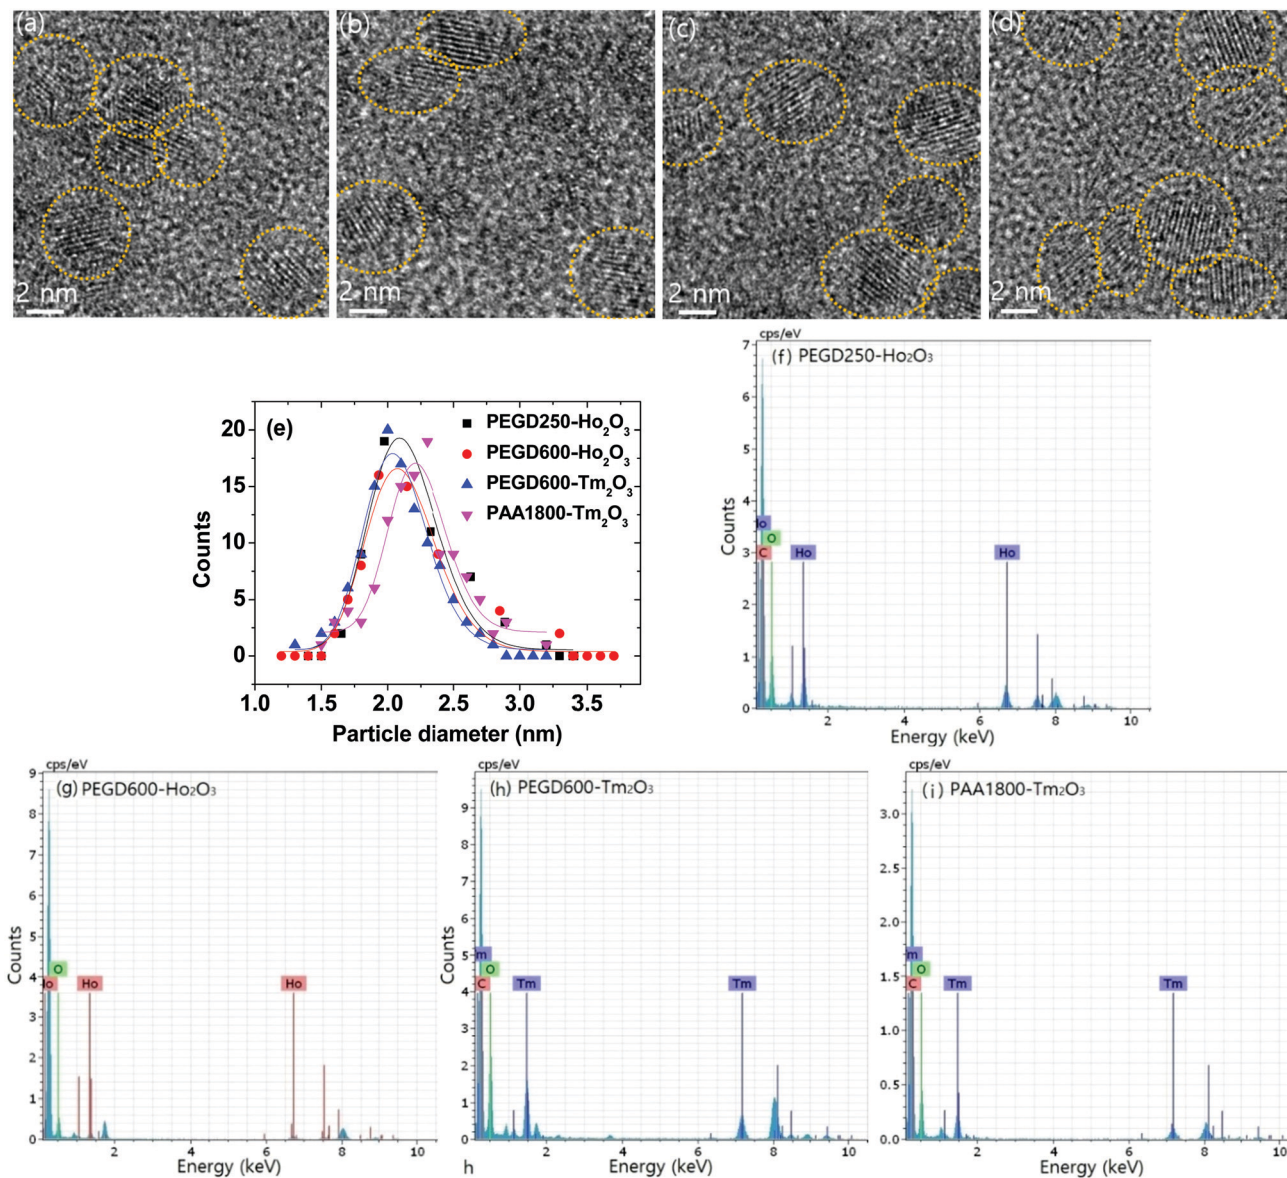 (a)
(b)
(c)
(d)
2 nm
2 nm
2 nm
2 nm
(e)
PEGD250-Ho₂O₃
PEGD600-Ho₂O₃
PEGD600-Tm₂O₃
PAA1800-Tm₂O₃
Counts
20
15
10
5
0
1.0
1.5
2.0
2.5
3.0
3.5
Particle diameter (nm)
cps/eV
(f) PEGD250-Ho₂O₃
Counts
7
6
5
4
3
2
1
0
lo
O
C
Ho
Ho
2
4
6
8
10
Energy (keV)
cps/eV
(g) PEGD600-Ho₂O₃
Counts
9
8
7
6
5
4
3
2
1
0
O
lo
Ho
Ho
2
4
6
8
10
Energy (keV)
cps/eV
(h) PEGD600-Tm₂O₃
Counts
9
8
7
6
5
4
3
2
1
0
m
O
C
Tm
Tm
2
4
6
8
10
Energy (keV)
h
cps/eV
(i) PAA1800-Tm₂O₃
Counts
3.0
2.5
2.0
1.5
1.0
0.5
0.0
m
O
C
Tm
Tm
2
4
6
8
10
Energy (keV)